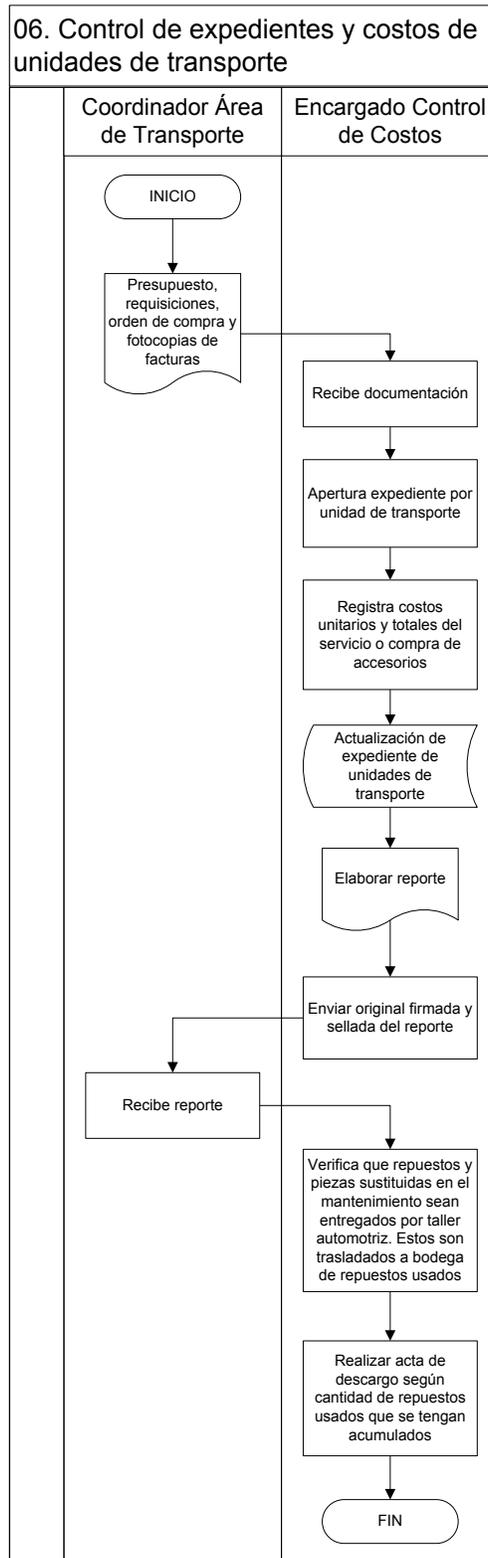 06. Control de expedientes y costos de
unidades de transporte
Coordinador Área
de Transporte
Encargado Control
de Costos
INICIO
Presupuesto,
requisiciones,
orden de compra y
fotocopias de
facturas
Recibe documentación
Apertura expediente por
unidad de transporte
Registra costos
unitarios y totales del
servicio o compra de
accesorios
Actualización de
expediente de
unidades de
transporte
Elaborar reporte
Enviar original firmada y
sellada del reporte
Recibe reporte
Verifica que repuestos y
piezas sustituidas en el
mantenimiento sean
entregados por taller
automotriz. Estos son
trasladados a bodega
de repuestos usados
Realizar acta de
descargo según
cantidad de repuestos
usados que se tengan
acumulados
FIN